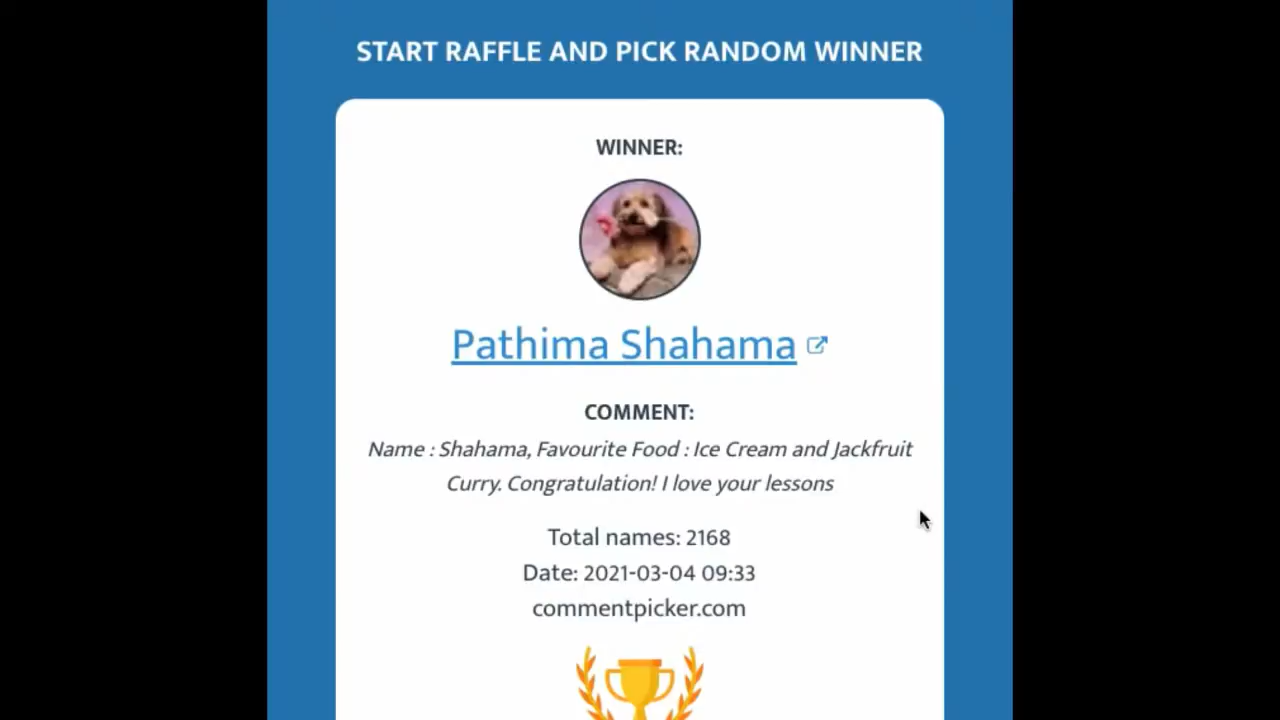 START RAFFLE AND PICK RANDOM WINNER
WINNER:
Pathima Shahama
COMMENT:
Name : Shahama, Favourite Food : Ice Cream and Jackfruit
Curry. Congratulation! I love your lessons
Total names: 2168
Date: 2021-03-04 09:33
commentpicker.com